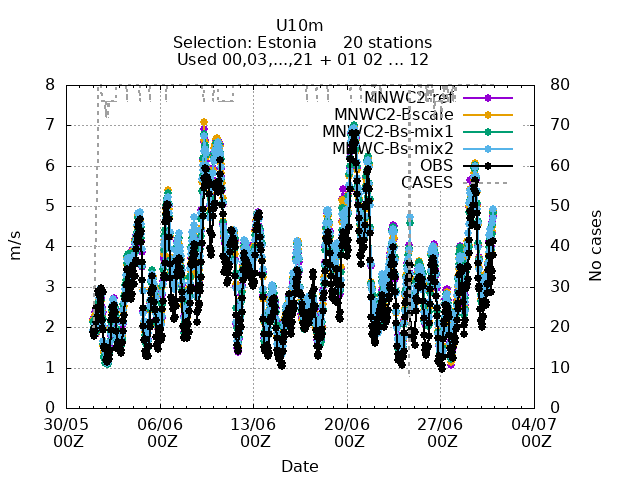 U10m
Selection: Estonia 20 stations
Used 00,03,...,21 + 01 02 ... 12
8 80
7 70
6 60
5 50
4 40
3 30
2 20
1 10
0 0
MNWC2-ref
MNWC2-Bscale
MNWC2-Bs-mix1
MNWC-Bs-mix2
OBS
CASES
m/s
No cases
30/05 06/06 13/06 20/06 27/06 04/07
00Z 00Z 00Z 00Z 00Z 00Z
Date